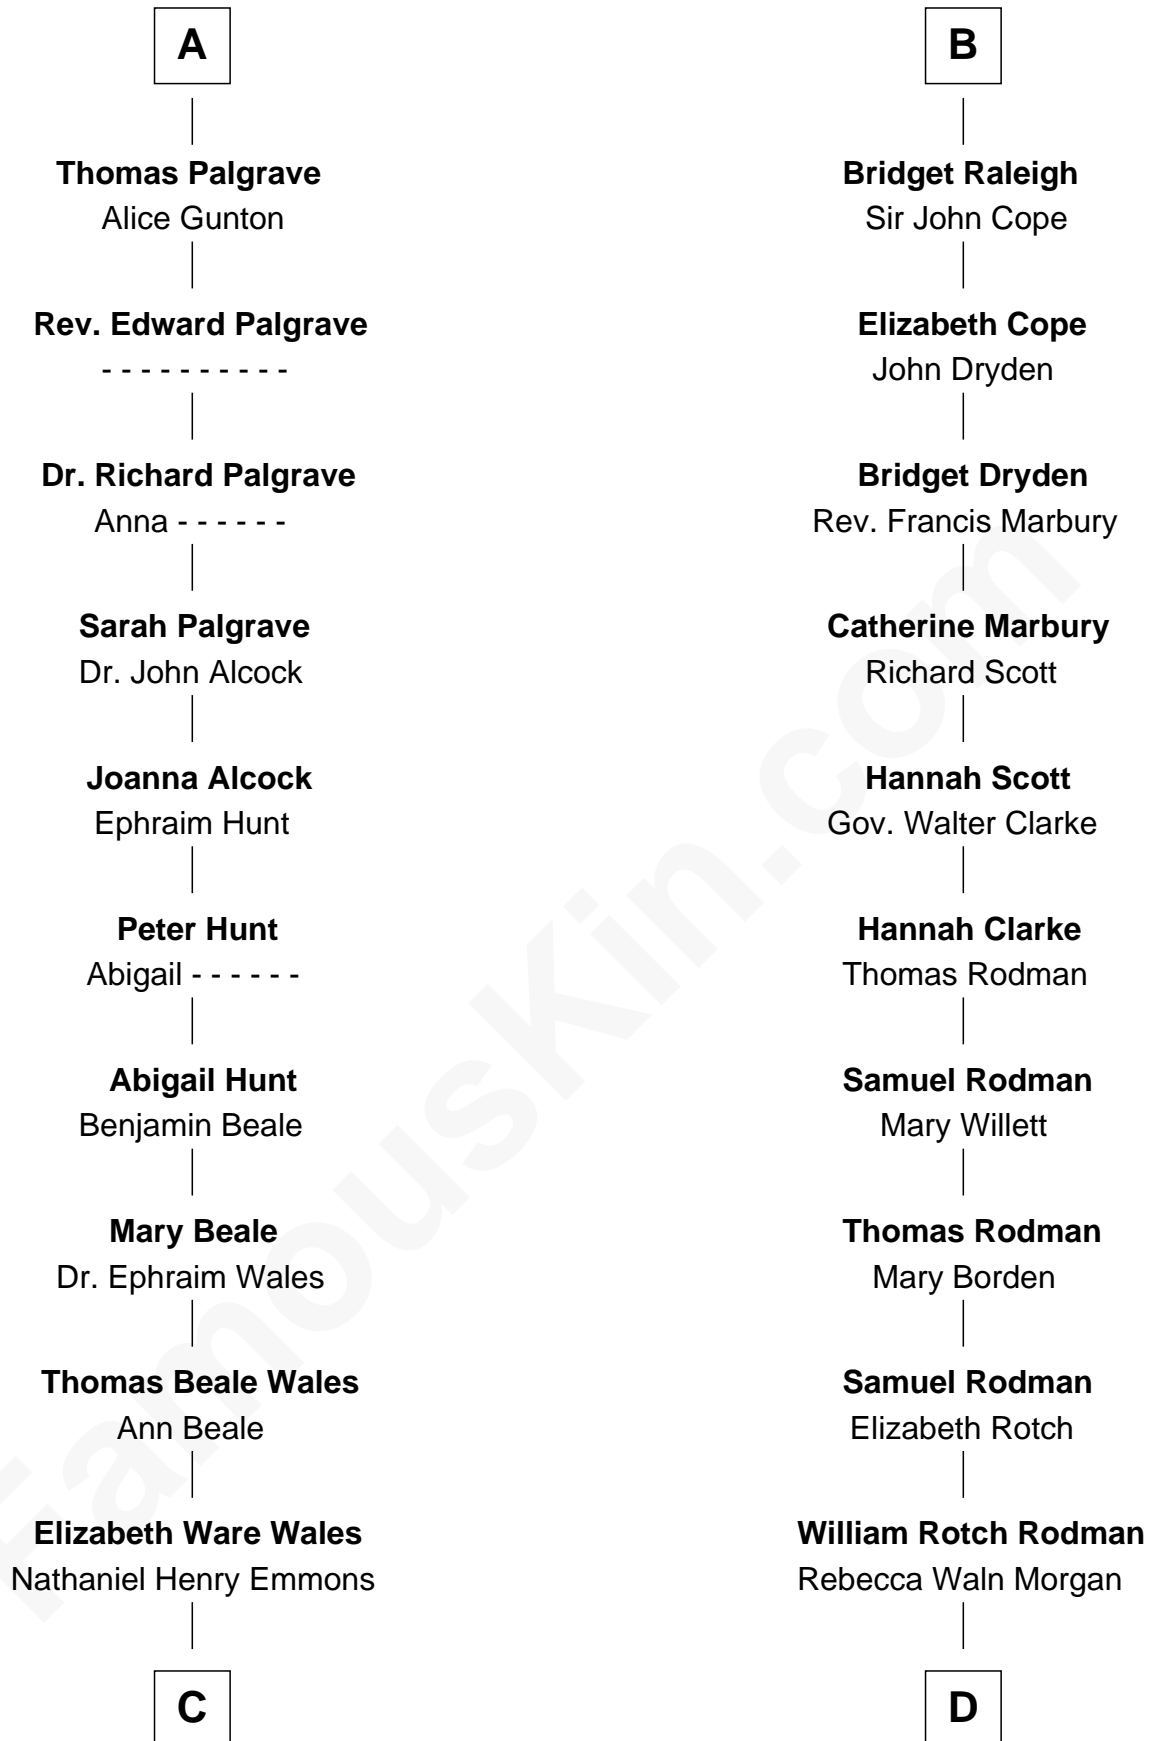 A
Thomas Palgrave
Alice Gunton
Rev. Edward Palgrave
- - - - - - - - - -
Dr. Richard Palgrave
Anna - - - - - -
Sarah Palgrave
Dr. John Alcock
Joanna Alcock
Ephraim Hunt
Peter Hunt
Abigail - - - - - -
Abigail Hunt
Benjamin Beale
Mary Beale
Dr. Ephraim Wales
Thomas Beale Wales
Ann Beale
Elizabeth Ware Wales
Nathaniel Henry Emmons
C
B
Bridget Raleigh
Sir John Cope
Elizabeth Cope
John Dryden
Bridget Dryden
Rev. Francis Marbury
Catherine Marbury
Richard Scott
Hannah Scott
Gov. Walter Clarke
Hannah Clarke
Thomas Rodman
Samuel Rodman
Mary Willett
Thomas Rodman
Mary Borden
Samuel Rodman
Elizabeth Rotch
William Rotch Rodman
Rebecca Waln Morgan
D
FamousKin.com